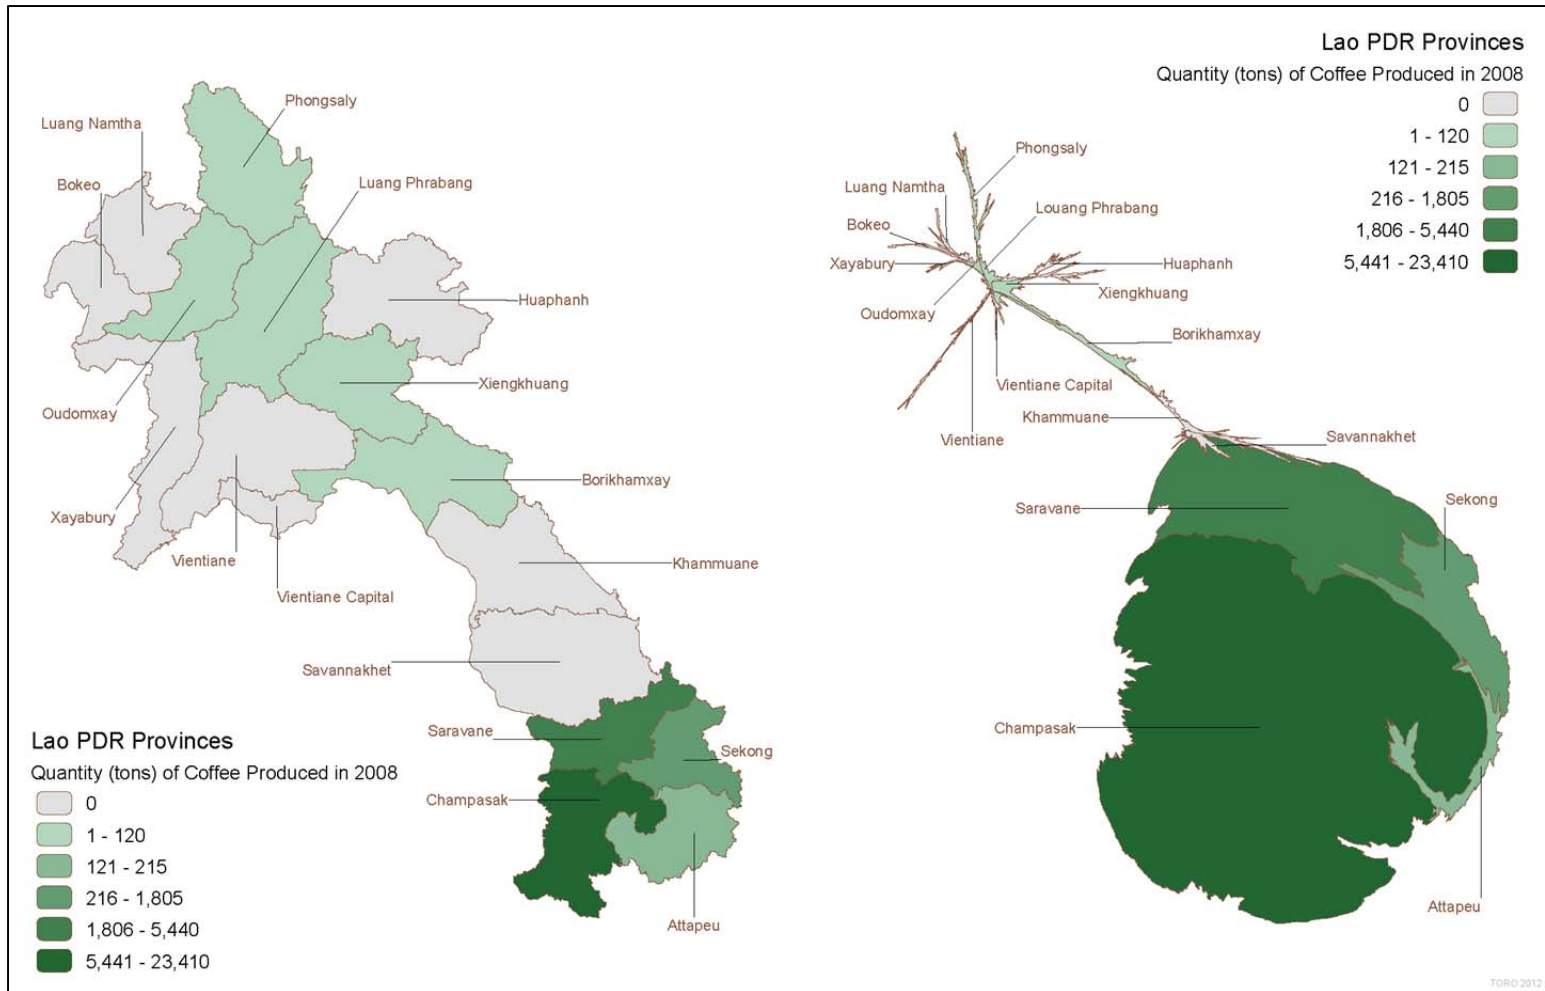 Phongsaly
Luang Namtha
Luang Phrabang
Bokeo
Huaphanh
Xiengkhuang
Oudomxay
Borikhamxay
Xayabury
Vientiane
Khammuane
Vientiane Capital
Savannakhet
Saravane
Sekong
Champasak
Attapeu
Lao PDR Provinces
Quantity (tons) of Coffee Produced in 2008
0
1 - 120
121 - 215
216 - 1,805
1,806 - 5,440
5,441 - 23,410
Lao PDR Provinces
Quantity (tons) of Coffee Produced in 2008
0
1 - 120
121 - 215
216 - 1,805
1,806 - 5,440
5,441 - 23,410
Phongsaly
Luang Namtha
Louang Phrabang
Bokeo
Xayabury
Huaphanh
Xiengkhuang
Oudomxay
Borikhamxay
Vientiane Capital
Khammuane
Vientiane
Savannakhet
Saravane
Sekong
Champasak
Attapeu
TORO 2012